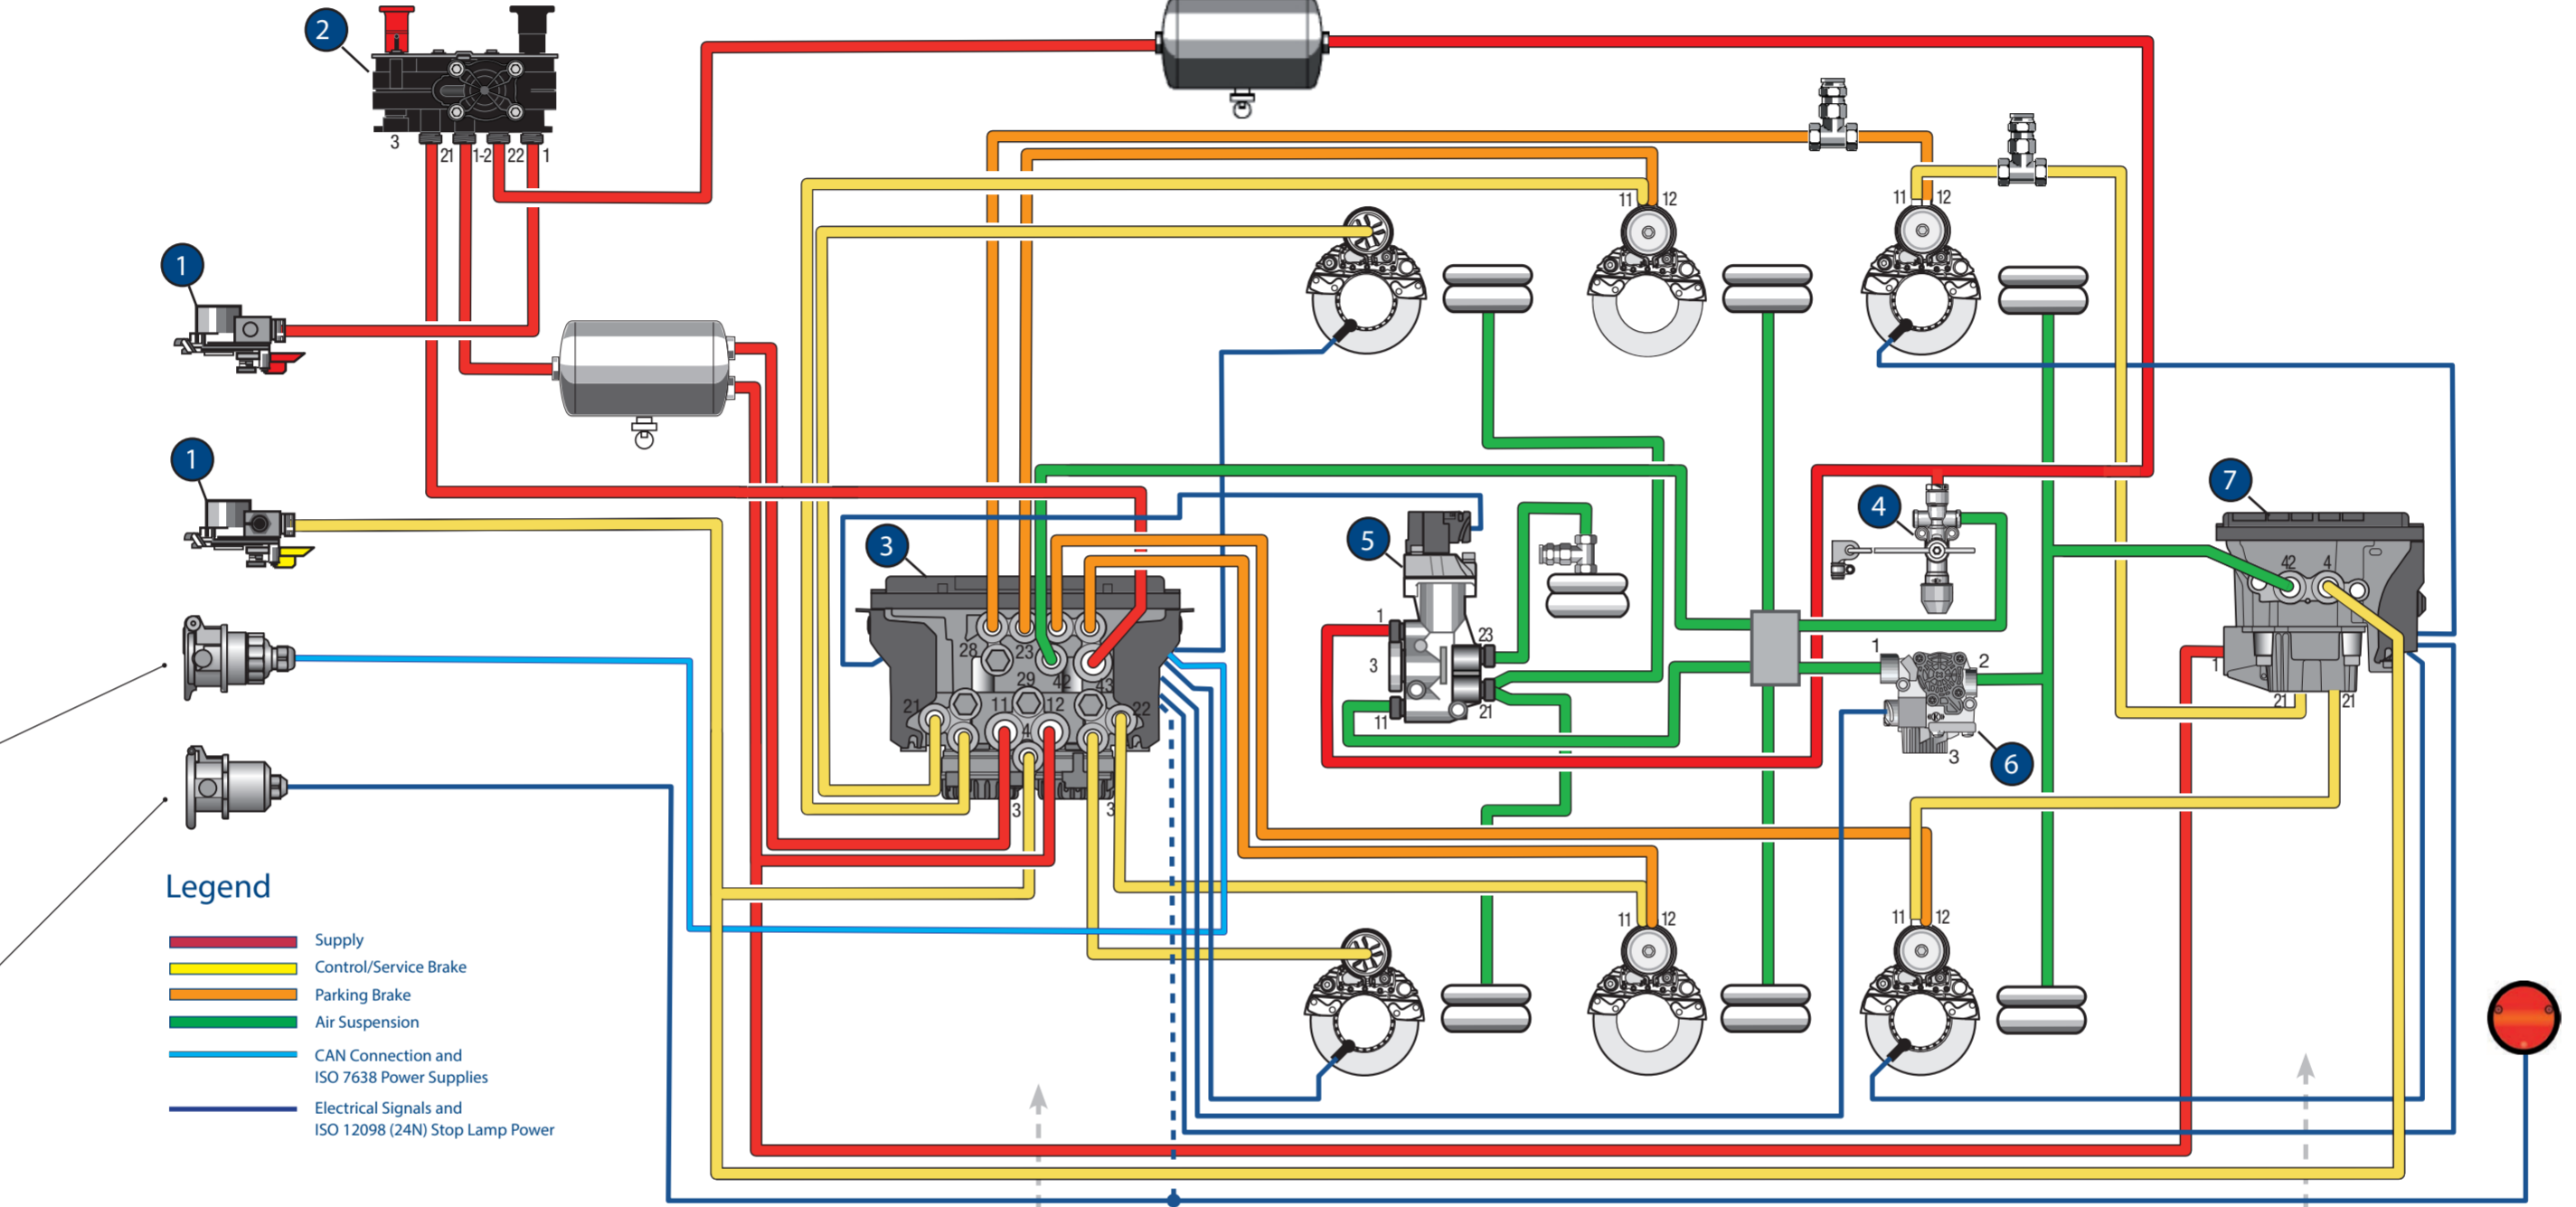 2
3 21 1-2 22 1
11 12
11 12
1
1
3
28 23
29 42 43
21 11 12 22
4
3 3
5
1
3
23
11 21
4
1 2
3
6
7
42 4
1
21 21
11 12
11 12
Legend
Supply
Control/Service Brake
Parking Brake
Air Suspension
CAN Connection and
ISO 7638 Power Supplies
Electrical Signals and
ISO 12098 (24N) Stop Lamp Power